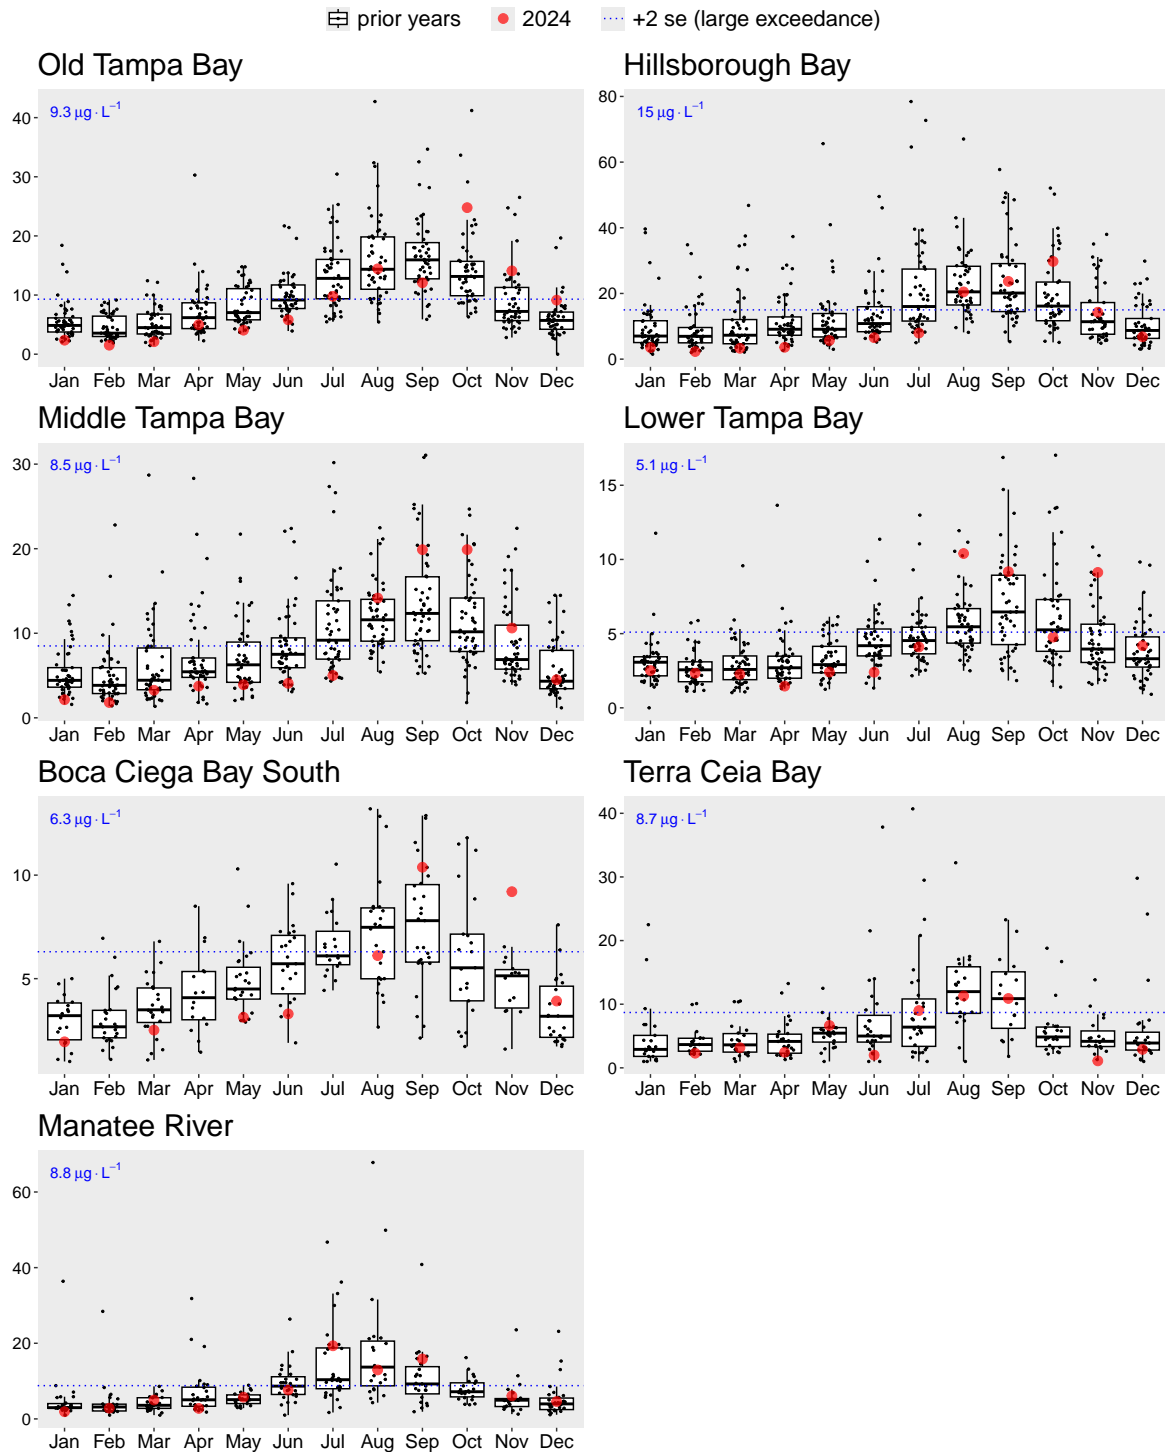 prior years 2024 +2 se (large exceedance)
Old Tampa Bay
9.3 µg · L⁻¹
40
30
20
10
0
Jan Feb Mar Apr May Jun Jul Aug Sep Oct Nov Dec
Hillsborough Bay
15 µg · L⁻¹
80
60
40
20
0
Jan Feb Mar Apr May Jun Jul Aug Sep Oct Nov Dec
Middle Tampa Bay
8.5 µg · L⁻¹
30
20
10
0
Jan Feb Mar Apr May Jun Jul Aug Sep Oct Nov Dec
Lower Tampa Bay
5.1 µg · L⁻¹
15
10
5
0
Jan Feb Mar Apr May Jun Jul Aug Sep Oct Nov Dec
Boca Ciega Bay South
6.3 µg · L⁻¹
10
5
Jan Feb Mar Apr May Jun Jul Aug Sep Oct Nov Dec
Terra Ceia Bay
8.7 µg · L⁻¹
40
30
20
10
0
Jan Feb Mar Apr May Jun Jul Aug Sep Oct Nov Dec
Manatee River
8.8 µg · L⁻¹
60
40
20
0
Jan Feb Mar Apr May Jun Jul Aug Sep Oct Nov Dec